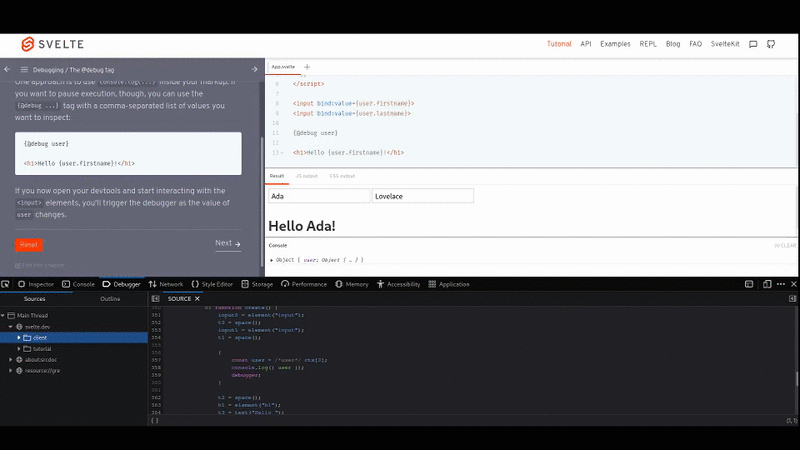 SVELTE
Tutorial API Examples REPL Blog FAQ SvelteKit
Debugging / The @debug tag
One approach is to use console.log(...) inside your markup. If
you want to pause execution, though, you can use the
{@debug ...} tag with a comma-separated list of values you
want to inspect:
{@debug user}
<h1>Hello {user.firstname}!</h1>
If you now open your devtools and start interacting with the
<input> elements, you'll trigger the debugger as the value of
user changes.
Reset
Next
Edit this chapter
App.svelte +
6 </script>
7
8 <input bind:value={user.firstname}>
9 <input bind:value={user.lastname}>
10
11 {@debug user}
12
13 <h1>Hello {user.firstname}!</h1>
Result JS output CSS output
Ada Lovelace
Hello Ada!
Console CLEAR
Object { user: Object { … } }
Inspector Console Debugger Network Style Editor Storage Performance Memory Accessibility Application
Sources Outline
Main Thread
svelte.dev
client
tutorial
about:srcdoc
resource://gre
SOURCE
350 c: function create() {
351 input0 = element("input");
352 t0 = space();
353 input1 = element("input");
354 t1 = space();
355
356 {
357 const user = /*user*/ ctx[0];
358 console.log({ user });
359 debugger;
360 }
361
362 t2 = space();
363 h1 = element("h1");
364 t3 = text("Hello ");
{ } (1, 1)